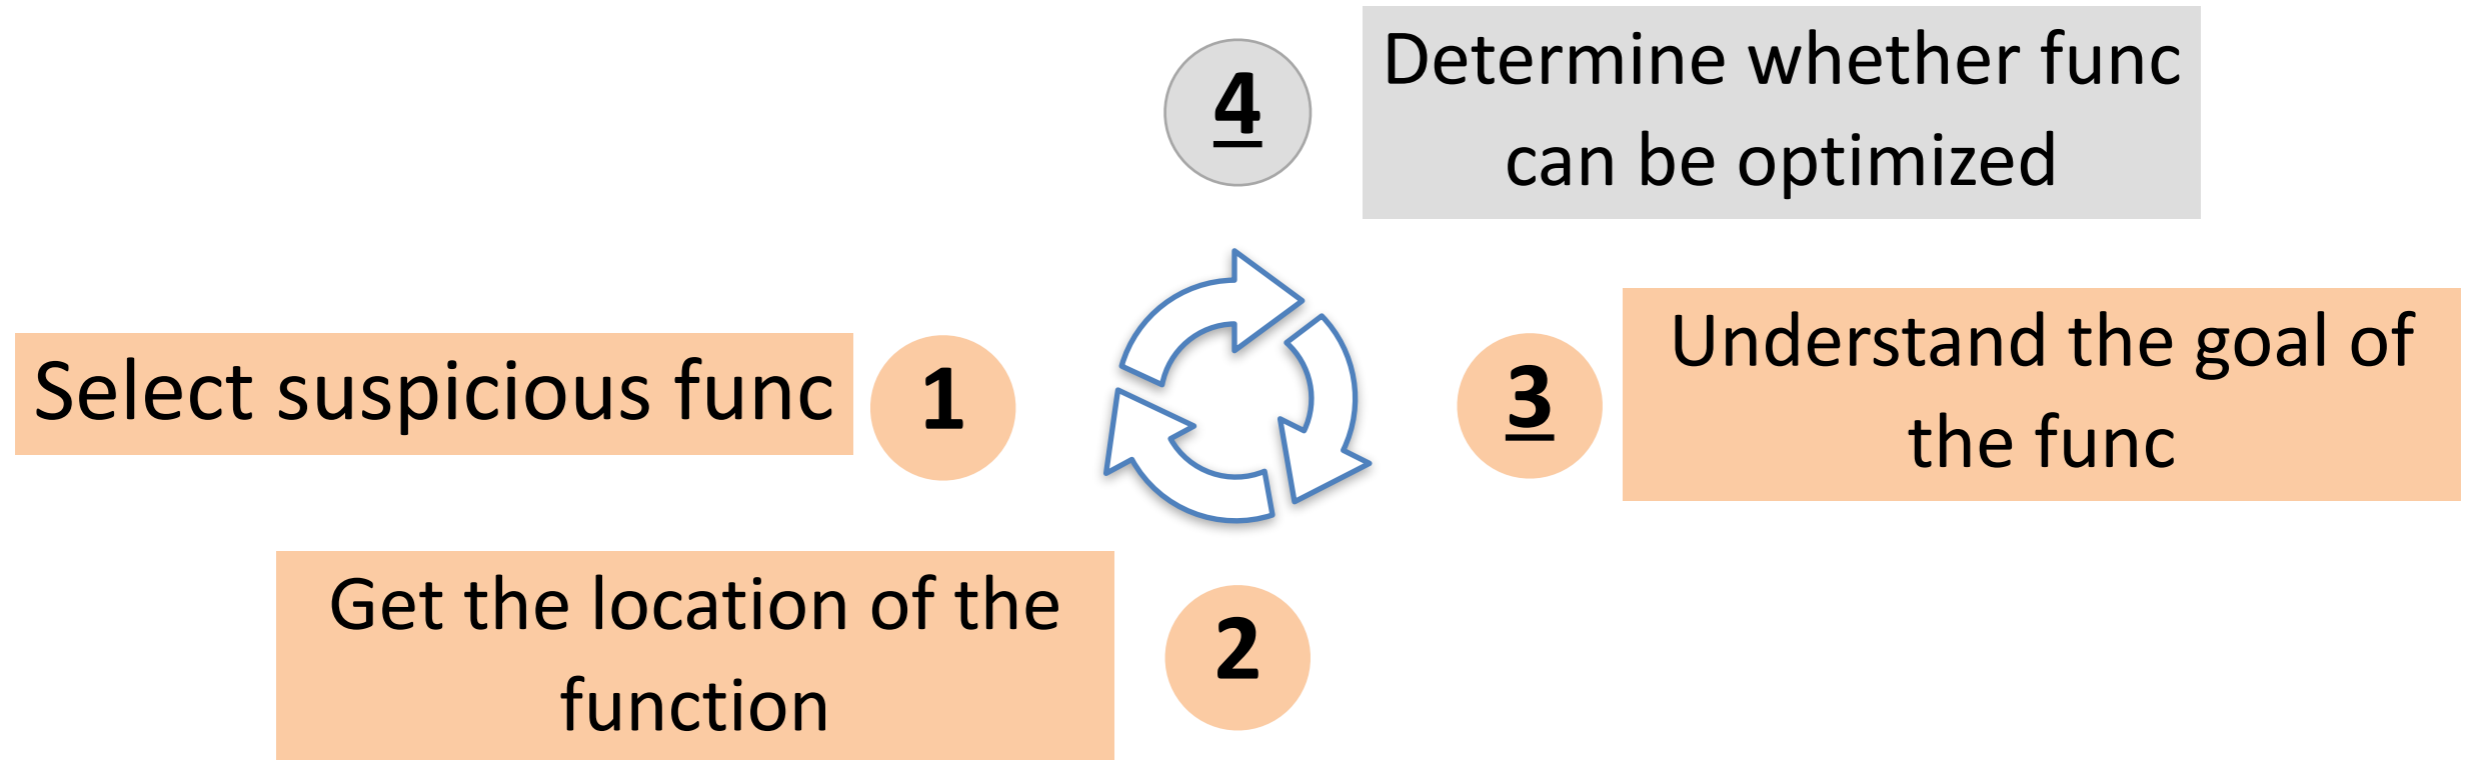 4
Determine whether func
can be optimized
Select suspicious func
1
3
Understand the goal of
the func
Get the location of the
function
2